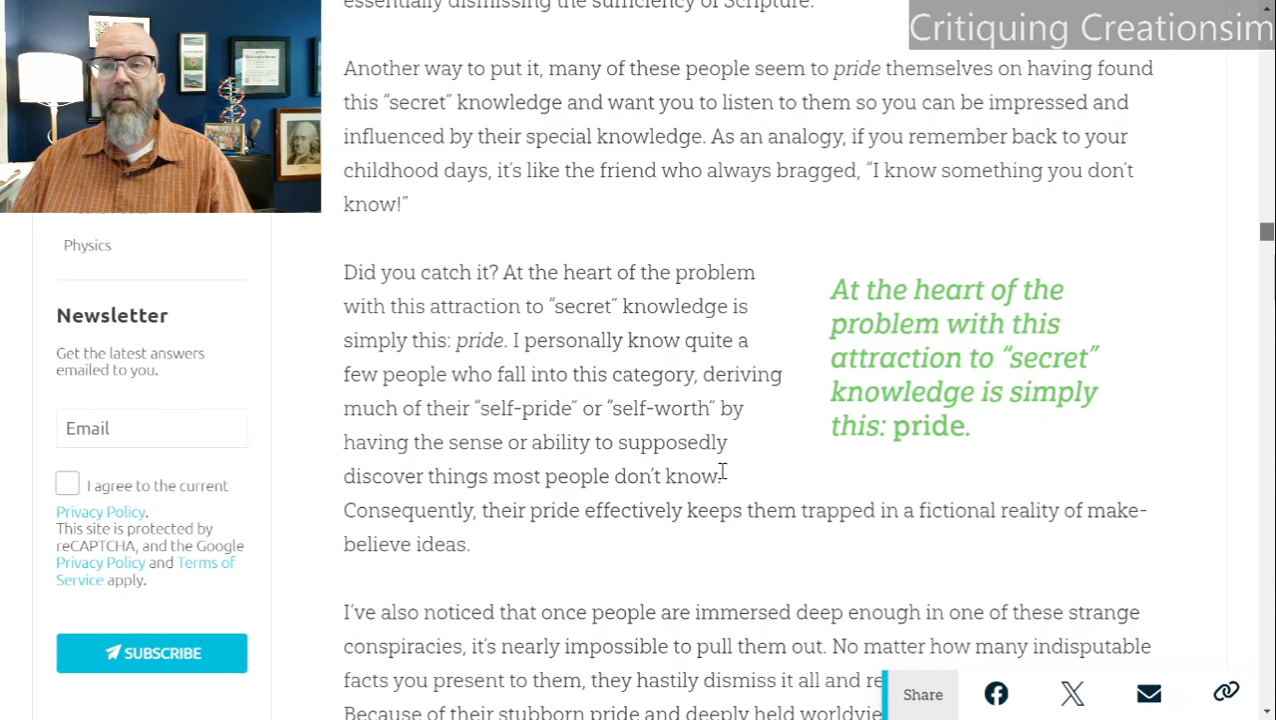 essentially dismissing the sufficiency of Scripture.
Critiquing Creationsim
Another way to put it, many of these people seem to pride themselves on having found
this “secret” knowledge and want you to listen to them so you can be impressed and
influenced by their special knowledge. As an analogy, if you remember back to your
childhood days, it’s like the friend who always bragged, “I know something you don’t
know!”
Physics
Newsletter
Get the latest answers
emailed to you.
Email
I agree to the current
Privacy Policy.
This site is protected by
reCAPTCHA, and the Google
Privacy Policy and Terms of
Service apply.
SUBSCRIBE
Did you catch it? At the heart of the problem
with this attraction to “secret” knowledge is
simply this: pride. I personally know quite a
few people who fall into this category, deriving
much of their “self-pride” or “self-worth” by
having the sense or ability to supposedly
discover things most people don’t know.
Consequently, their pride effectively keeps them trapped in a fictional reality of make-
believe ideas.
At the heart of the
problem with this
attraction to “secret”
knowledge is simply
this: pride.
I’ve also noticed that once people are immersed deep enough in one of these strange
conspiracies, it’s nearly impossible to pull them out. No matter how many indisputable
facts you present to them, they hastily dismiss it all and re
Because of their stubborn pride and deeply held worldvie
Share